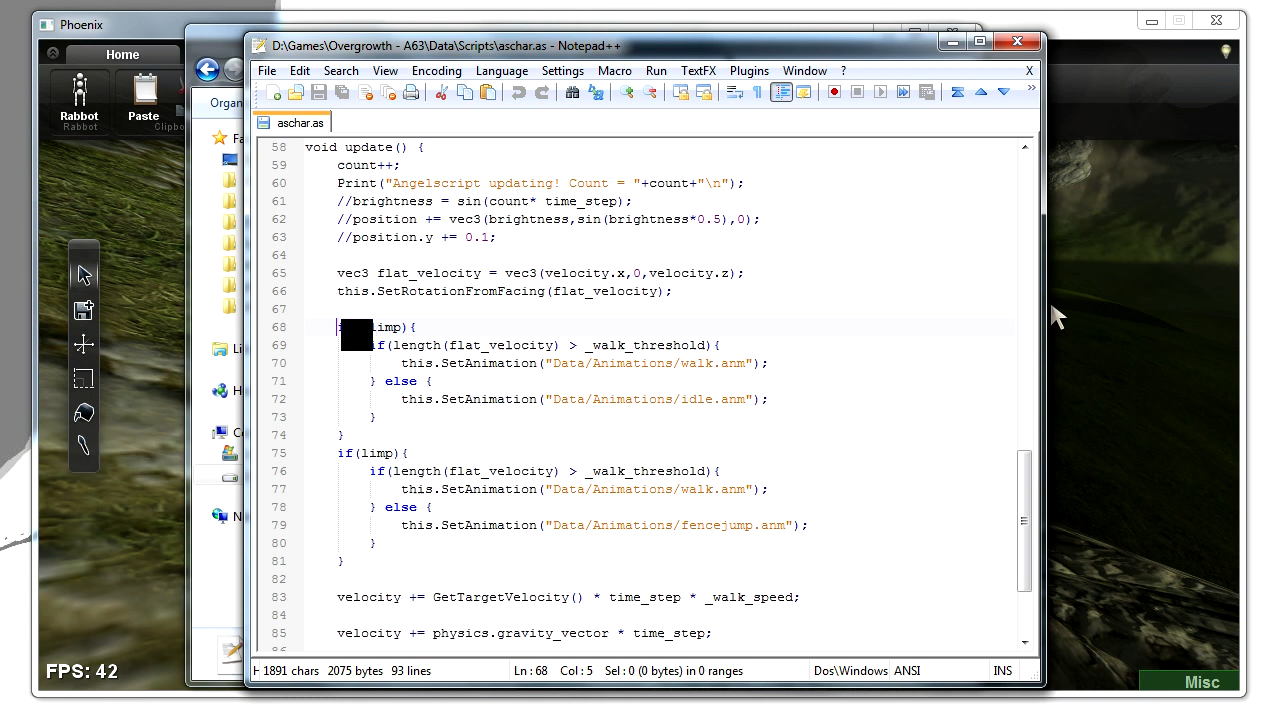 Phoenix
Home
Rabbot
Rabbot
Paste
D:\Games\Overgrowth - A63\Data\Scripts\aschar.as - Notepad++
File Edit Search View Encoding Language Settings Macro Run TextFX Plugins Window ? X
Organ
aschar.as
58 void update() {
59 count++;
60 Print("Angelscript updating! Count = "+count+"\n");
61 //brightness = sin(count* time_step);
62 //position += vec3(brightness,sin(brightness*0.5),0);
63 //position.y += 0.1;
64
65 vec3 flat_velocity = vec3(velocity.x,0,velocity.z);
66 this.SetRotationFromFacing(flat_velocity);
67
68 limp){
69 if(length(flat_velocity) > _walk_threshold){
70 this.SetAnimation("Data/Animations/walk.anm");
71 } else {
72 this.SetAnimation("Data/Animations/idle.anm");
73 }
74 }
75 if(limp){
76 if(length(flat_velocity) > _walk_threshold){
77 this.SetAnimation("Data/Animations/walk.anm");
78 } else {
79 this.SetAnimation("Data/Animations/fencejump.anm");
80 }
81 }
82
83 velocity += GetTargetVelocity() * time_step * _walk_speed;
84
85 velocity += physics.gravity_vector * time_step;
H 1891 chars 2075 bytes 93 lines Ln : 68 Col : 5 Sel : 0 (0 bytes) in 0 ranges Dos\Windows ANSI INS
FPS: 42
Misc